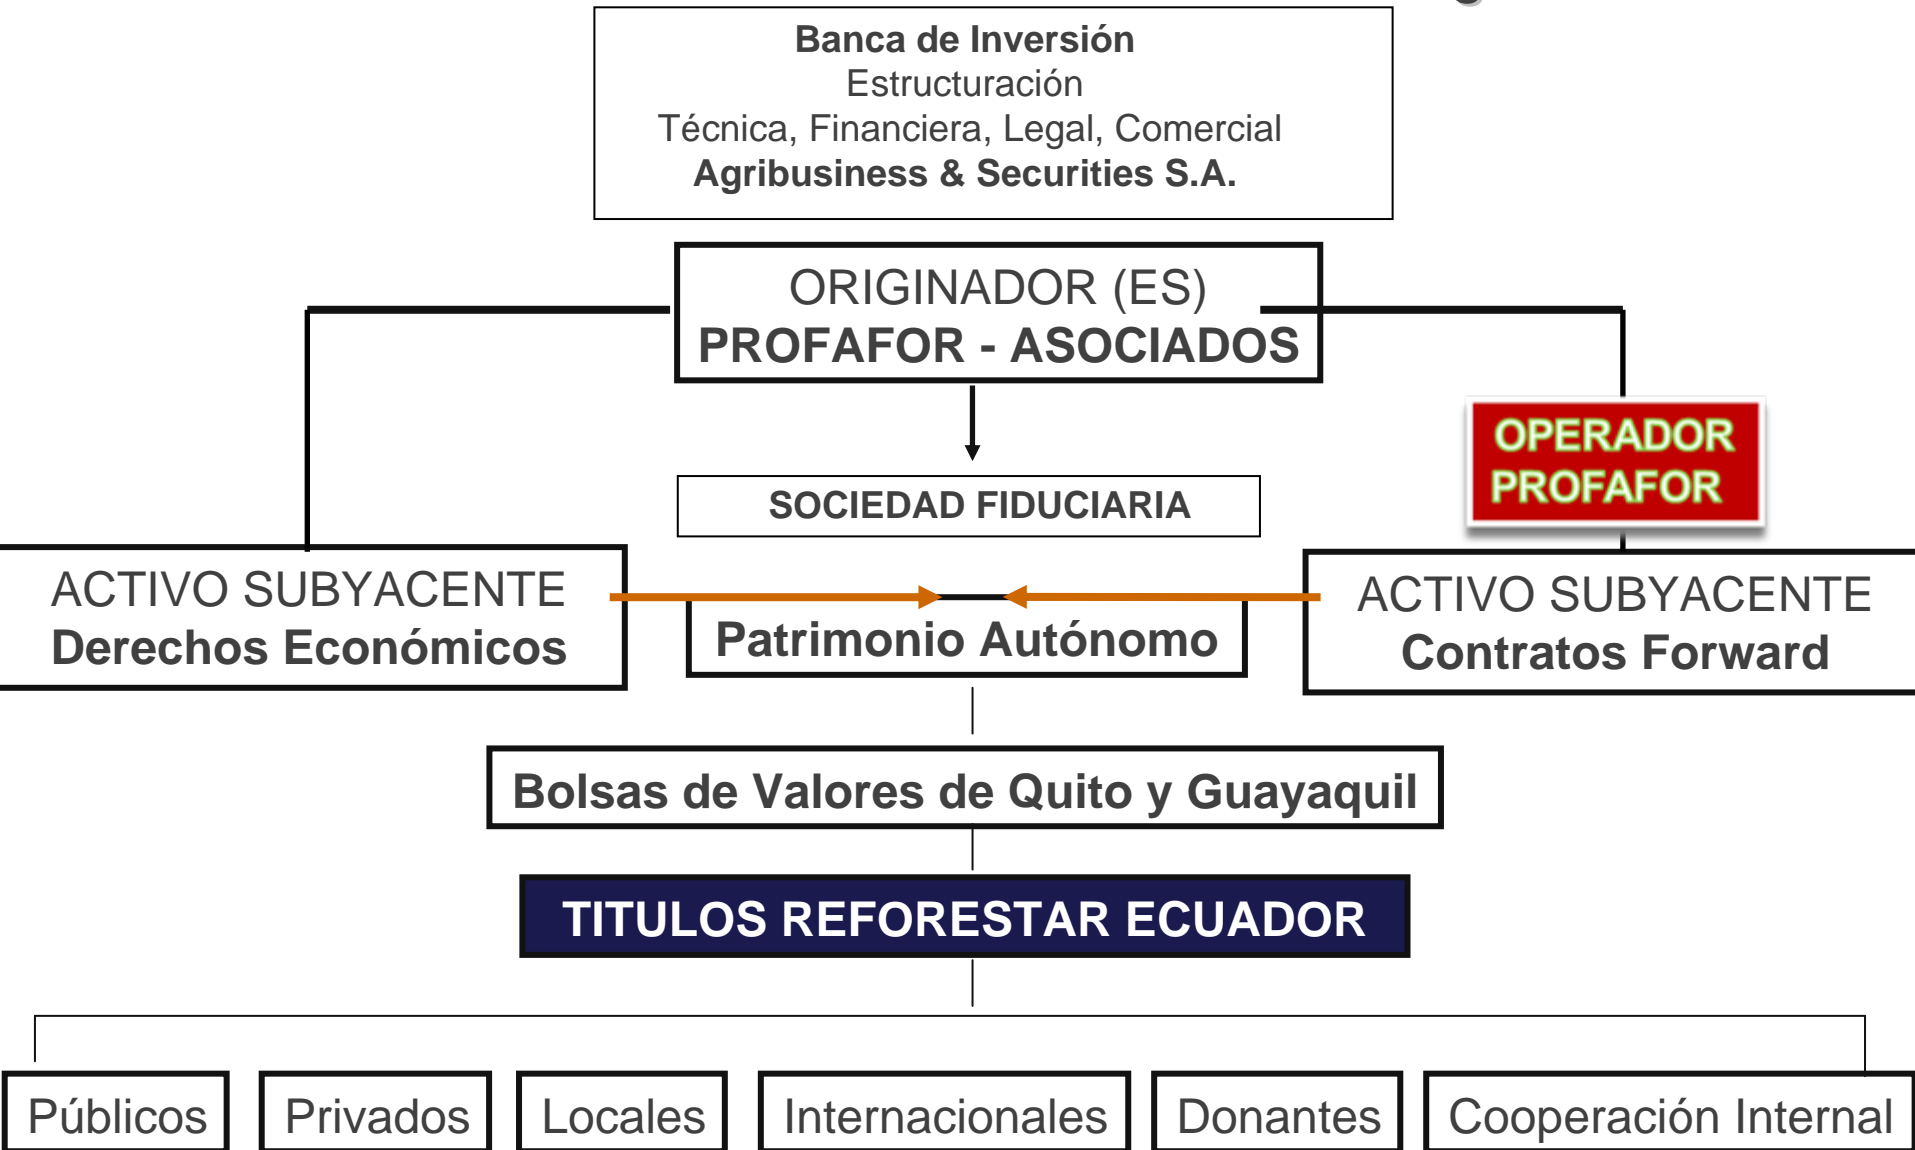 Banca de Inversión
Estructuración
Técnica, Financiera, Legal, Comercial
Agribusiness & Securities S.A.
ORIGINADOR (ES)
PROFAFOR - ASOCIADOS
OPERADOR
PROFAFOR
SOCIEDAD FIDUCIARIA
ACTIVO SUBYACENTE
Derechos Económicos
Patrimonio Autónomo
ACTIVO SUBYACENTE
Contratos Forward
Bolsas de Valores de Quito y Guayaquil
TITULOS REFORESTAR ECUADOR
Públicos
Privados
Locales
Internacionales
Donantes
Cooperación Internal